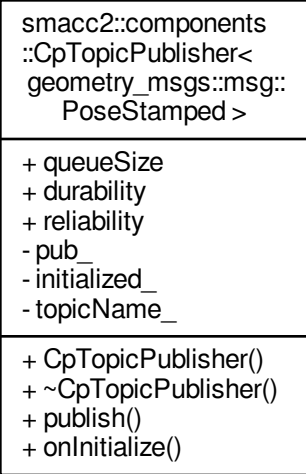 smacc2::components
::CpTopicPublisher<
geometry_msgs::msg::
PoseStamped >
+ queueSize
+ durability
+ reliability
- pub_
- initialized_
- topicName_
+ CpTopicPublisher()
+ ~CpTopicPublisher()
+ publish()
+ onInitialize()